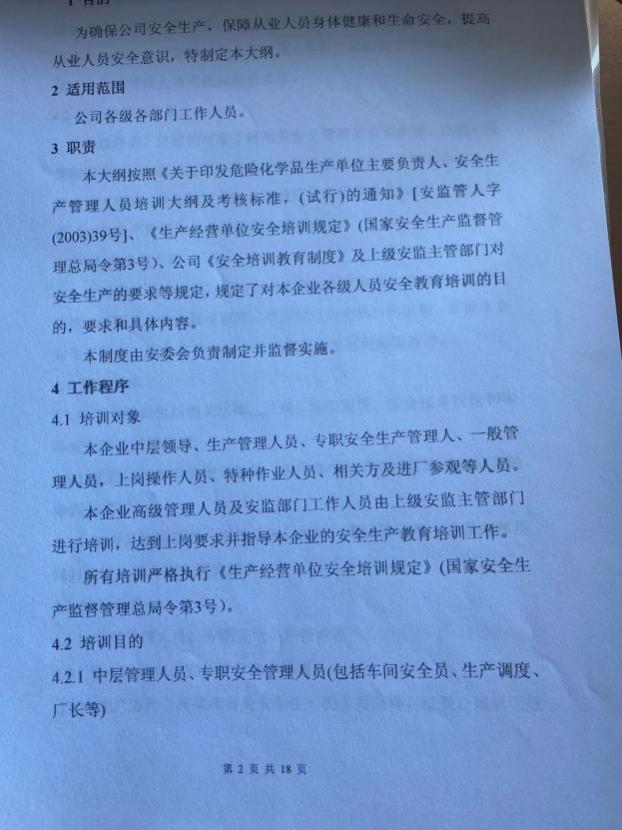 1 目的
为确保公司安全生产，保障从业人员身体健康和生命安全，提高
从业人员安全意识，特制定本大纲。
2 适用范围
公司各级各部门工作人员。
3 职责
本大纲按照《关于印发危险化学品生产单位主要负责人、安全生
产管理人员培训大纲及考核标准，(试行)的通知》[安监管人字
(2003)39号]、《生产经营单位安全培训规定》(国家安全生产监督管
理总局令第3号)、公司《安全培训教育制度》及上级安监主管部门对
安全生产的要求等规定，规定了对本企业各级人员安全教育培训的目
的，要求和具体内容。
本制度由安委会负责制定并监督实施。
4 工作程序
4.1 培训对象
本企业中层领导、生产管理人员、专职安全生产管理人、一般管
理人员，上岗操作人员、特种作业人员、相关方及进厂参观等人员。
本企业高级管理人员及安监部门工作人员由上级安监主管部门
进行培训，达到上岗要求并指导本企业的安全生产教育培训工作。
所有培训严格执行《生产经营单位安全培训规定》(国家安全生
产监督管理总局令第3号)。
4.2 培训目的
4.2.1 中层管理人员、专职安全管理人员(包括车间安全员、生产调度、
厂长等)
第 2 页 共 18 页